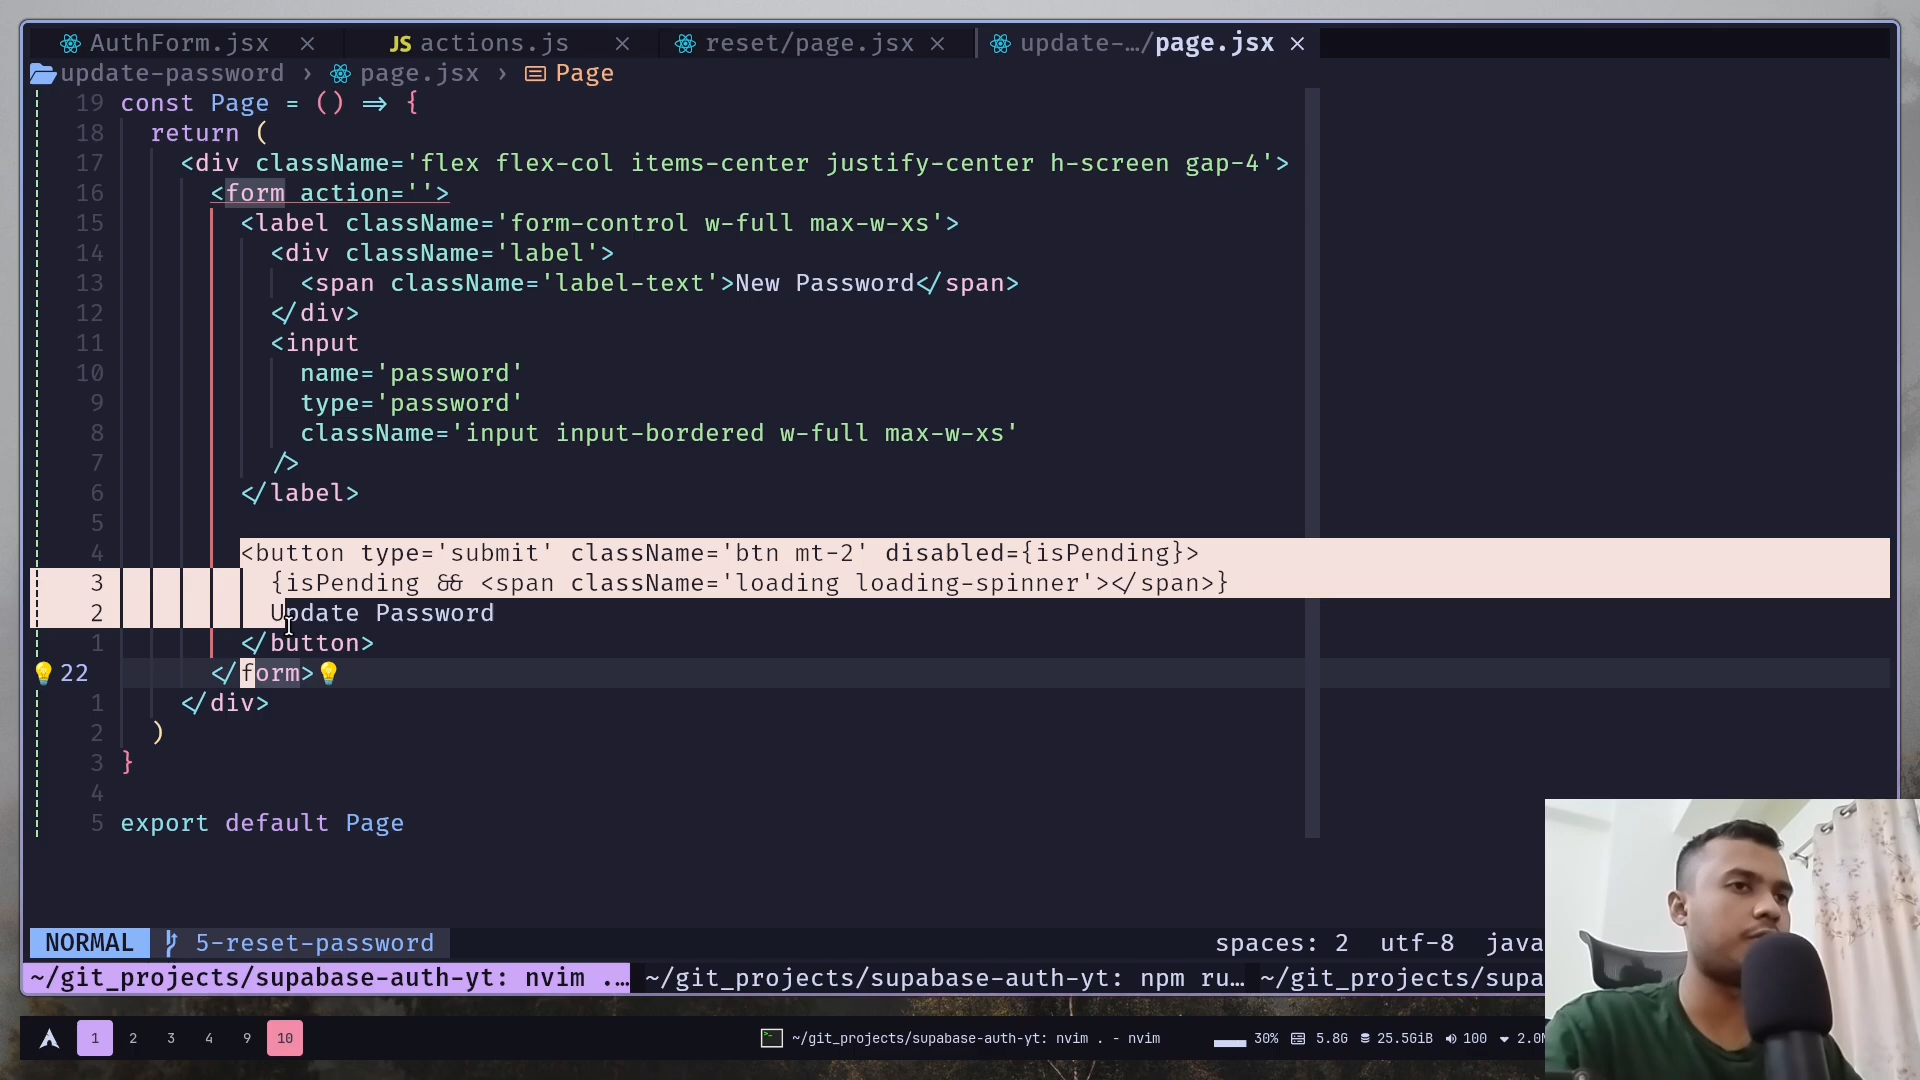 AuthForm.jsx × JS actions.js × reset/page.jsx × update-…/page.jsx ×
update-password › page.jsx › Page
19 const Page = () => {
18 return (
17 <div className='flex flex-col items-center justify-center h-screen gap-4'>
16 <form action=''>
15 <label className='form-control w-full max-w-xs'>
14 <div className='label'>
13 <span className='label-text'>New Password</span>
12 </div>
11 <input
10 name='password'
9 type='password'
8 className='input input-bordered w-full max-w-xs'
7 />
6 </label>
5
4 <button type='submit' className='btn mt-2' disabled={isPending}>
3 {isPending && <span className='loading loading-spinner'></span>}
2 Update Password
1 </button>
22 </form>
1 </div>
2 )
3 }
4
5 export default Page
NORMAL 5-reset-password spaces: 2 utf-8 java
~/git_projects/supabase-auth-yt: nvim .… ~/git_projects/supabase-auth-yt: npm ru… ~/git_projects/supa
1 2 3 4 9 10 ~/git_projects/supabase-auth-yt: nvim . - nvim 30% 5.8G 25.5GiB 100 2.0